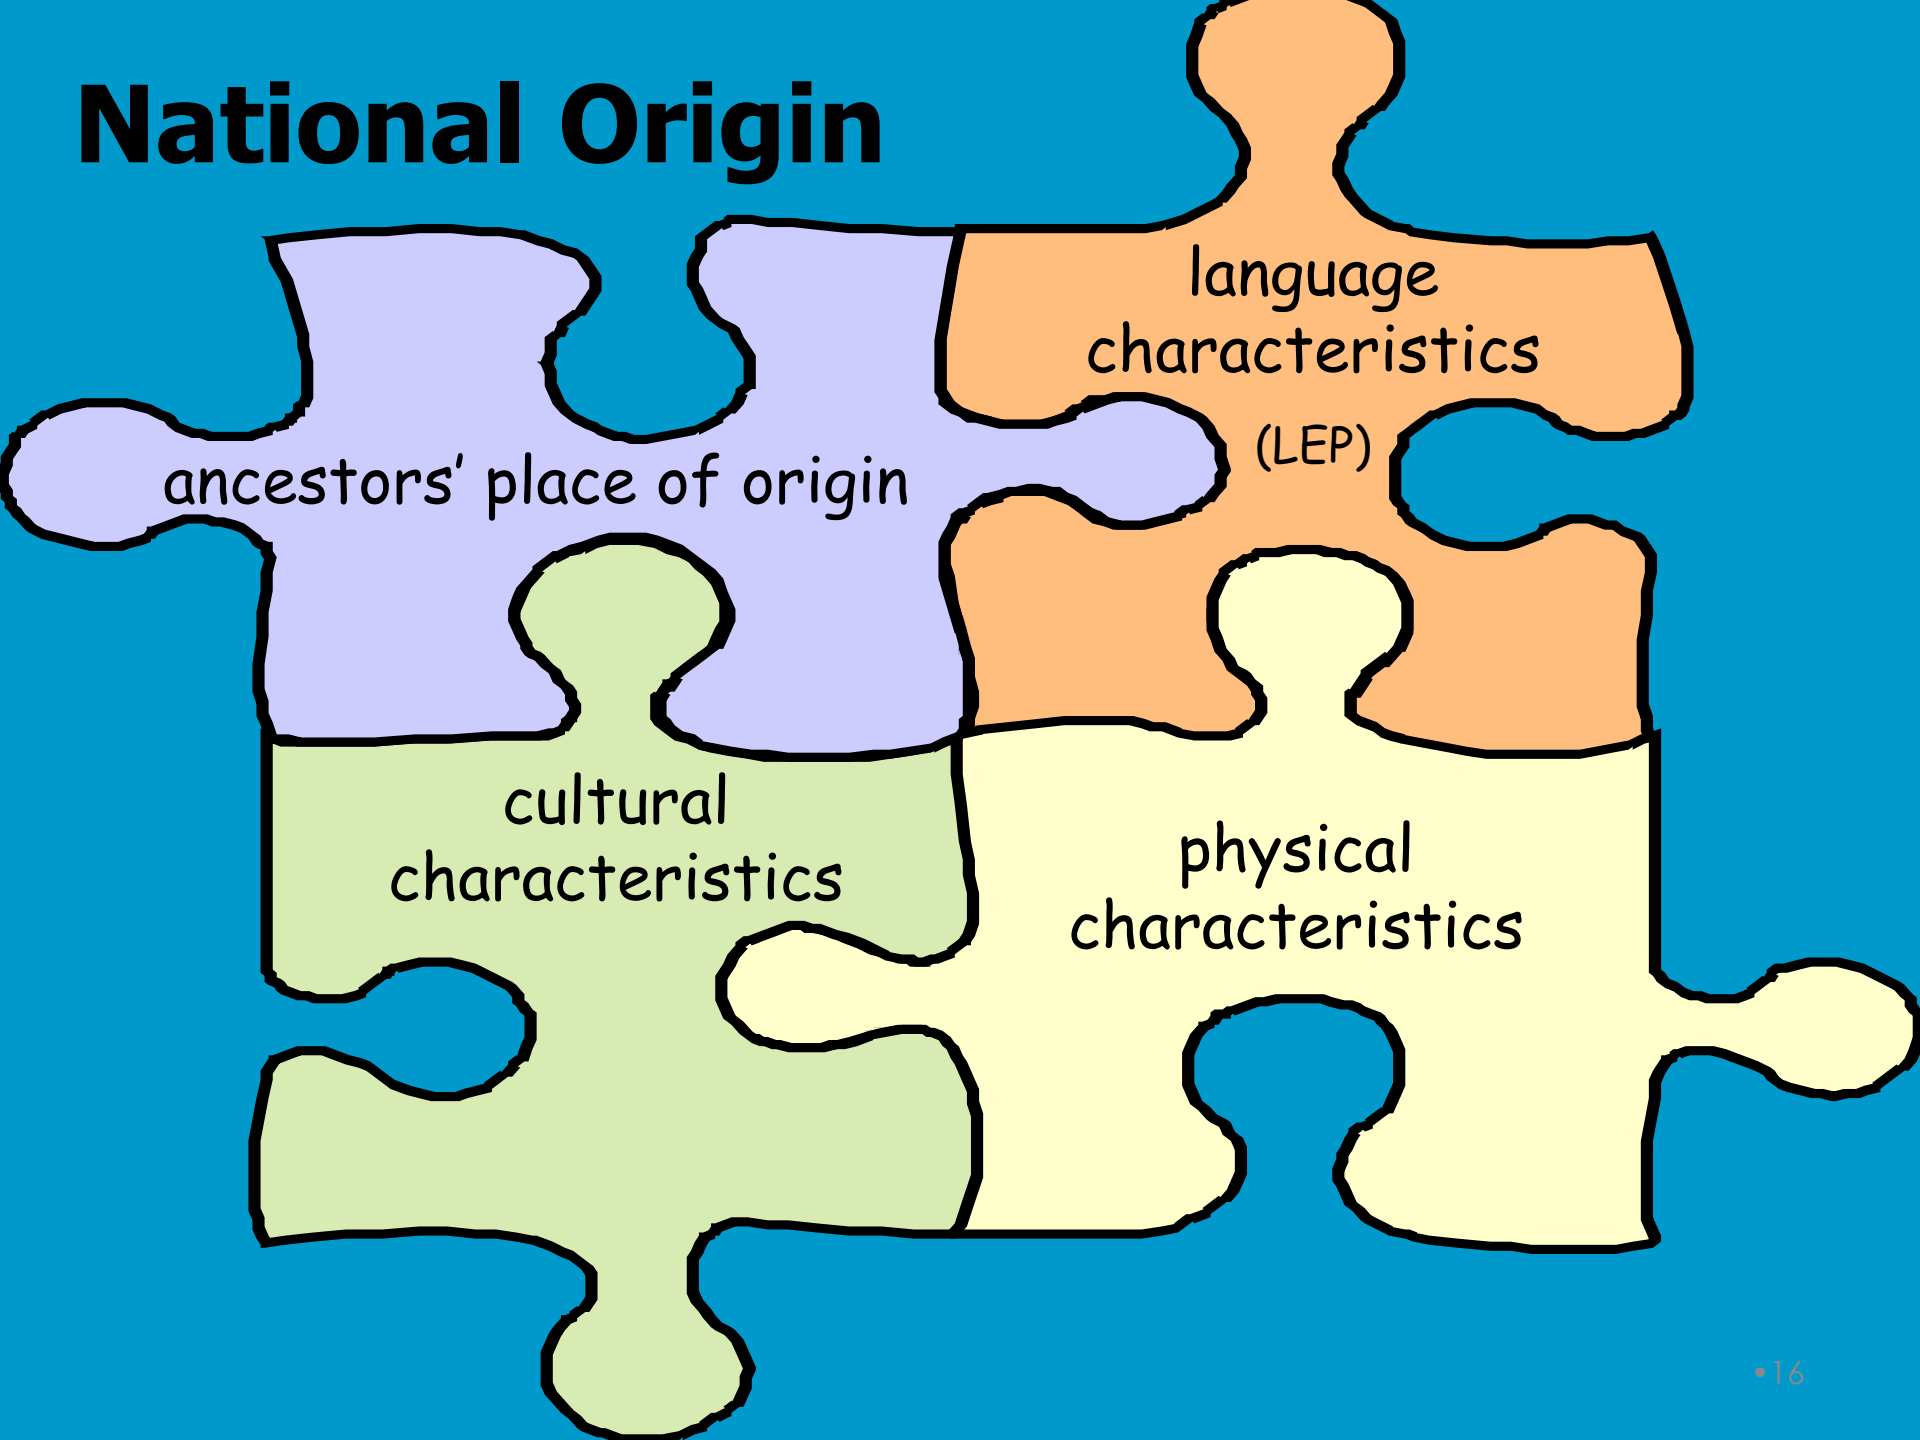 National Origin
language
characteristics
(LEP)
ancestors’ place of origin
cultural
characteristics
physical
characteristics
•16